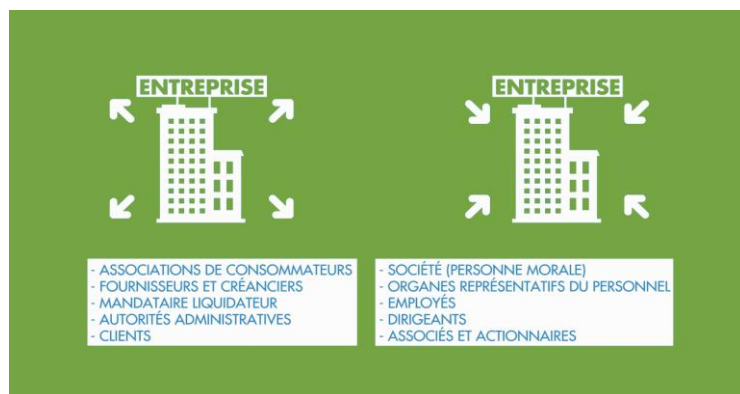 ENTREPRISE
- ASSOCIATIONS DE CONSOMMATEURS
- FOURNISSEURS ET CRÉANCIERS
- MANDATAIRE LIQUIDATEUR
- AUTORITÉS ADMINISTRATIVES
- CLIENTS
ENTREPRISE
- SOCIÉTÉ (PERSONNE MORALE)
- ORGANES REPRÉSENTATIFS DU PERSONNEL
- EMPLOYÉS
- DIRIGEANTS
- ASSOCIÉS ET ACTIONNAIRES